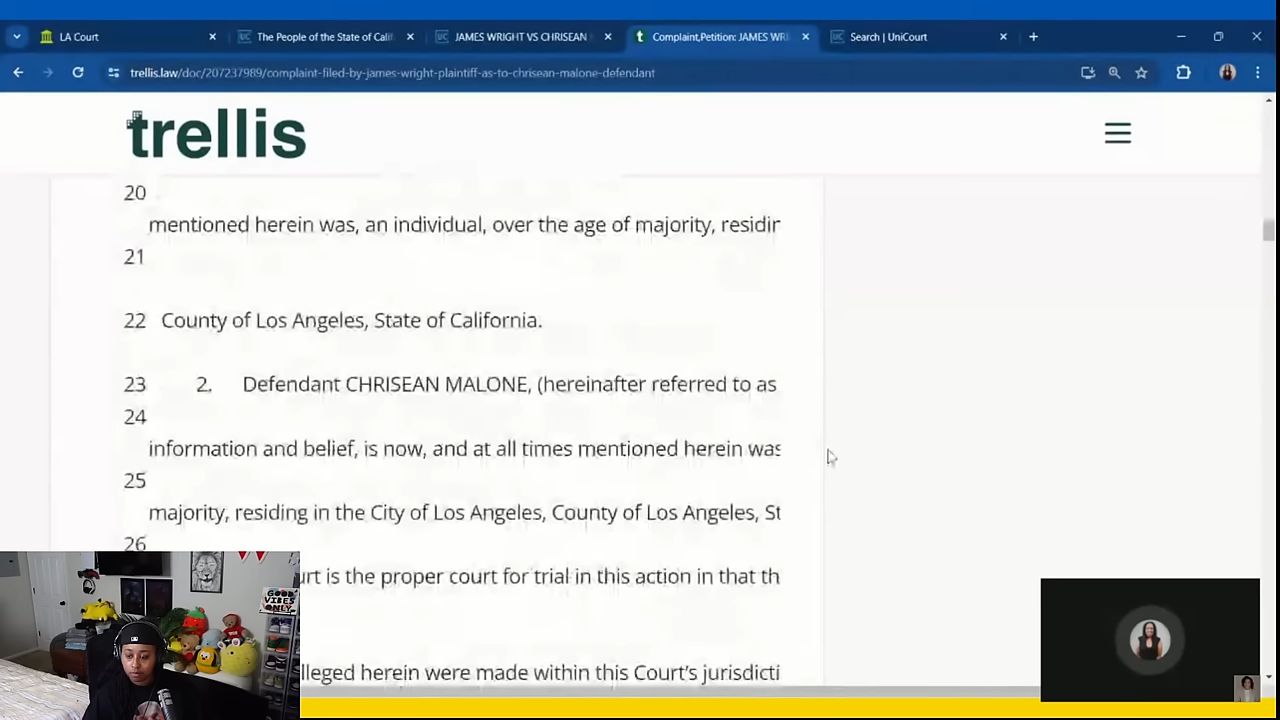 LA Court
The People of the State of Calif
JAMES WRIGHT VS CHRISEAN
Complaint,Petition: JAMES WRI
Search | UniCourt
trellis.law/doc/207237989/complaint-filed-by-james-wright-plaintiff-as-to-chrisean-malone-defendant
trellis
20
mentioned herein was, an individual, over the age of majority, residin
21
22 County of Los Angeles, State of California.
23 2. Defendant CHRISEAN MALONE, (hereinafter referred to as
24
information and belief, is now, and at all times mentioned herein was
25
majority, residing in the City of Los Angeles, County of Los Angeles, St
26
urt is the proper court for trial in this action in that th
lleged herein were made within this Court's jurisdicti
GOOD
VIBES
ONLY